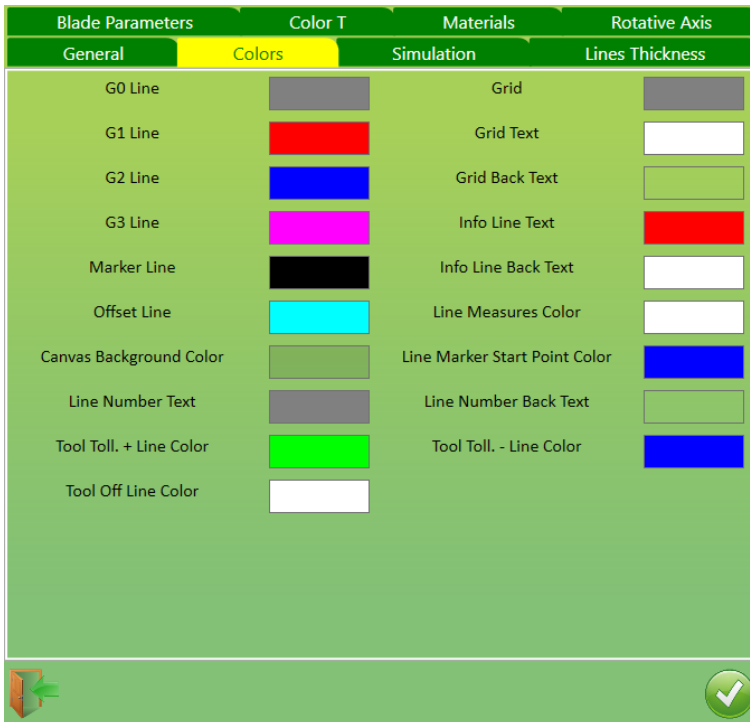 Blade Parameters Color T Materials Rotative Axis
General Colors Simulation Lines Thickness
G0 Line Grid
G1 Line Grid Text
G2 Line Grid Back Text
G3 Line Info Line Text
Marker Line Info Line Back Text
Offset Line Line Measures Color
Canvas Background Color Line Marker Start Point Color
Line Number Text Line Number Back Text
Tool Toll. + Line Color Tool Toll. - Line Color
Tool Off Line Color